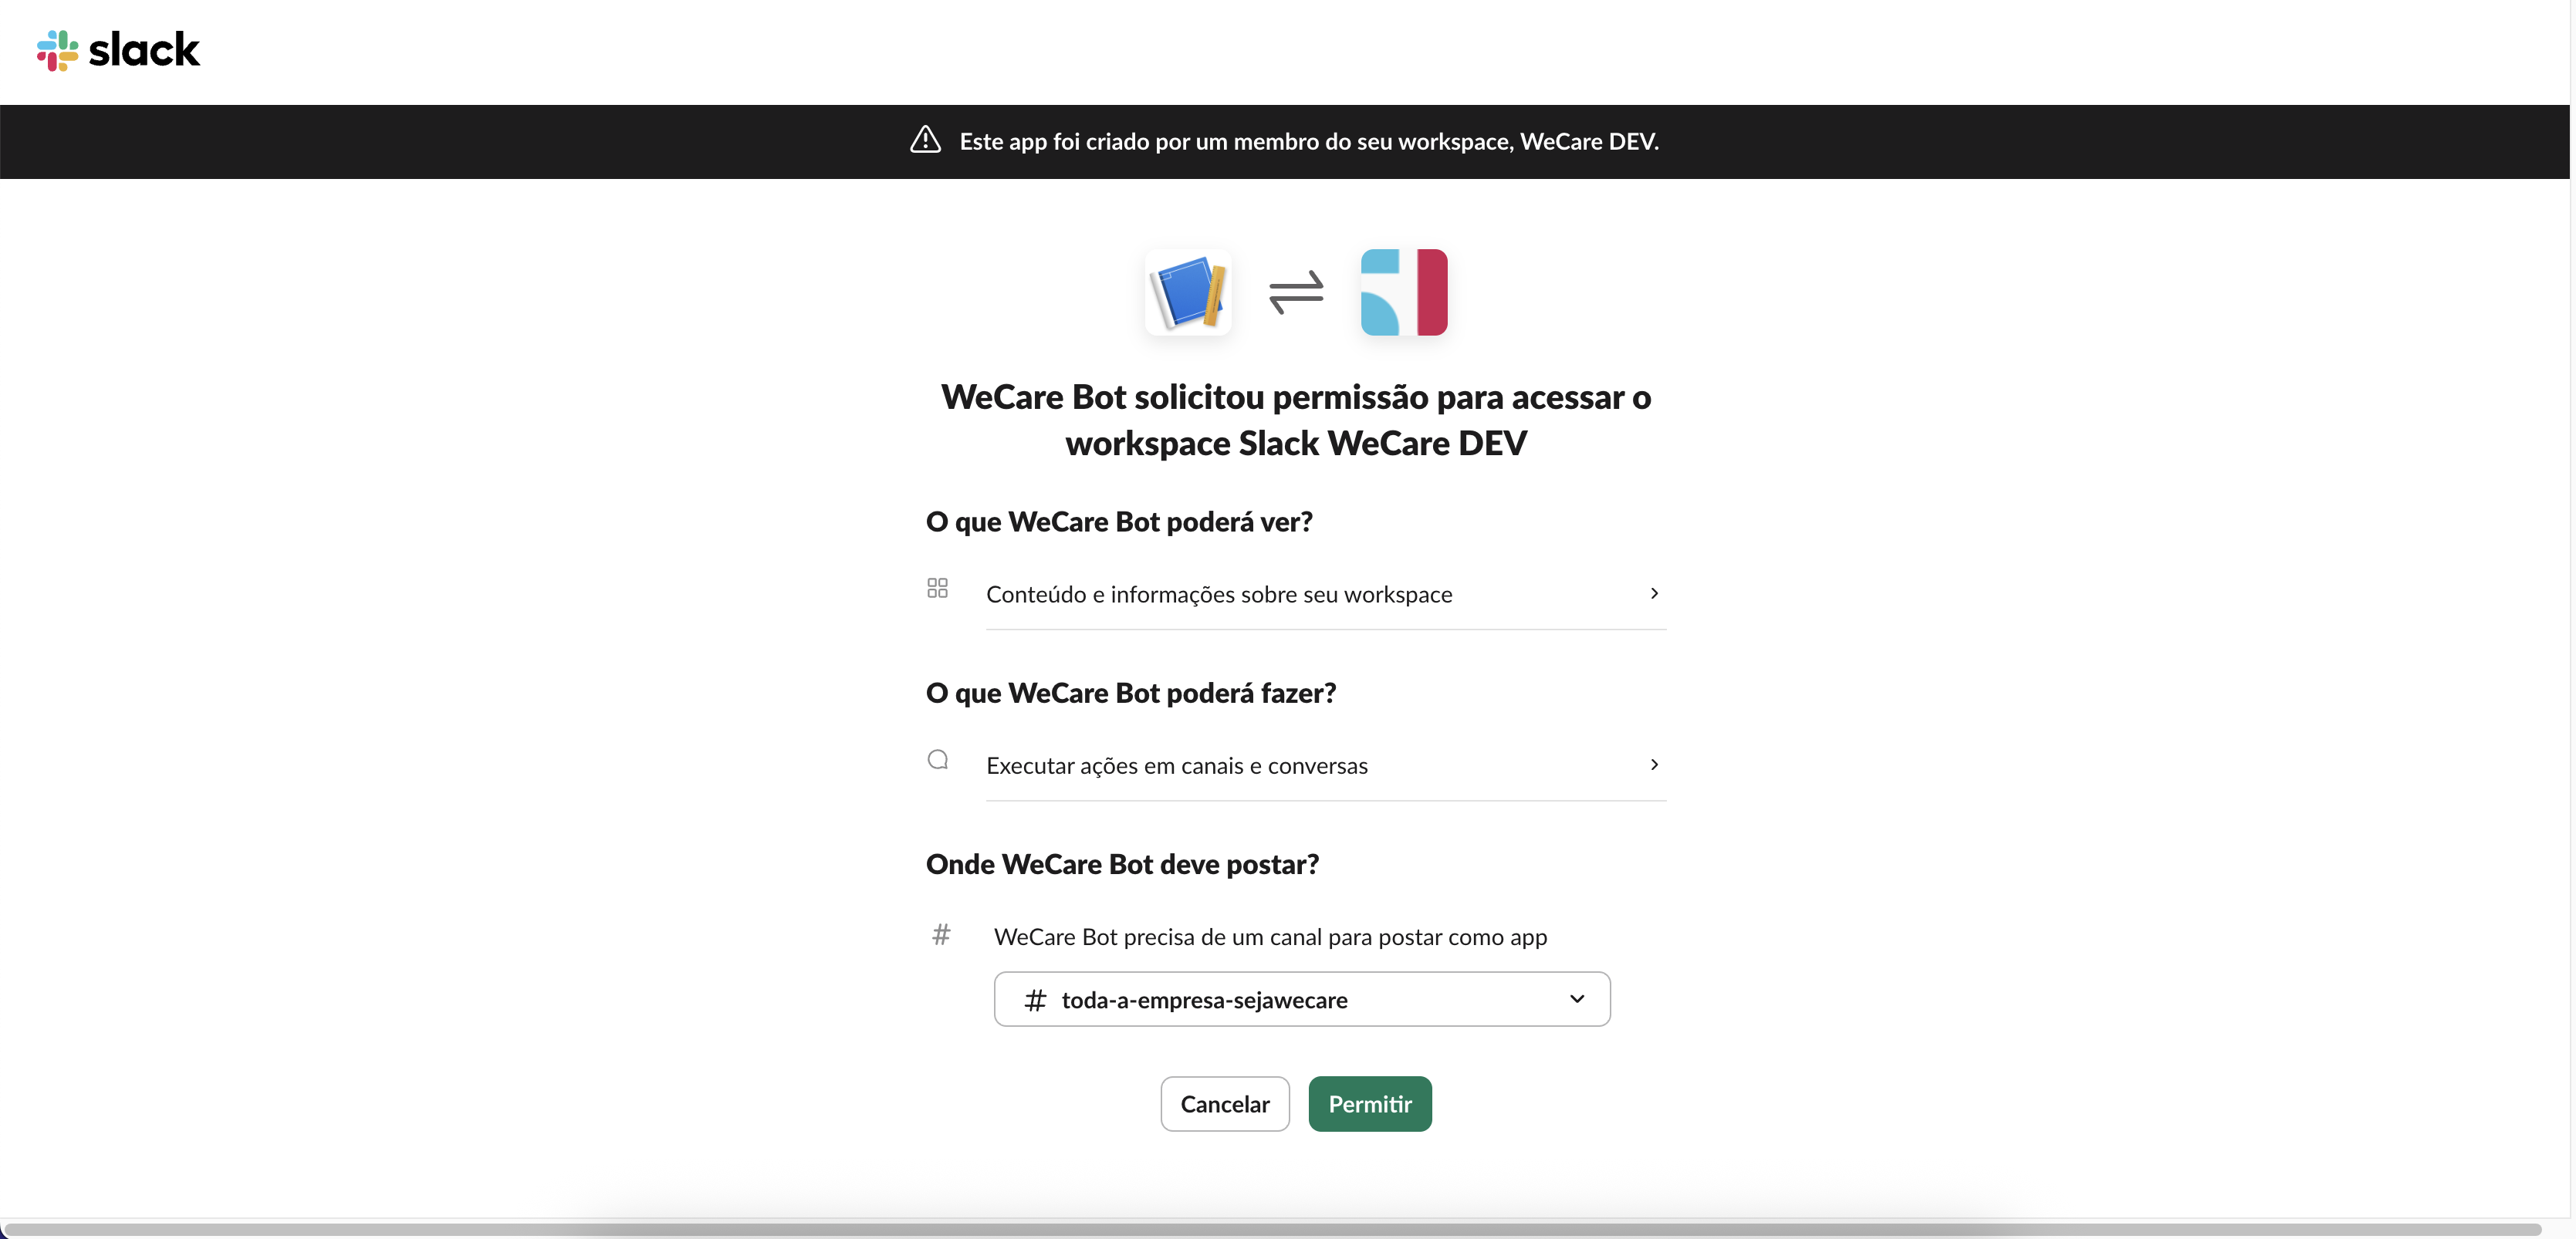 slack
Este app foi criado por um membro do seu workspace, WeCare DEV.
WeCare Bot solicitou permissão para acessar o
workspace Slack WeCare DEV
O que WeCare Bot poderá ver?
Conteúdo e informações sobre seu workspace
O que WeCare Bot poderá fazer?
Executar ações em canais e conversas
Onde WeCare Bot deve postar?
# WeCare Bot precisa de um canal para postar como app
# toda-a-empresa-sejawecare
Cancelar Permitir